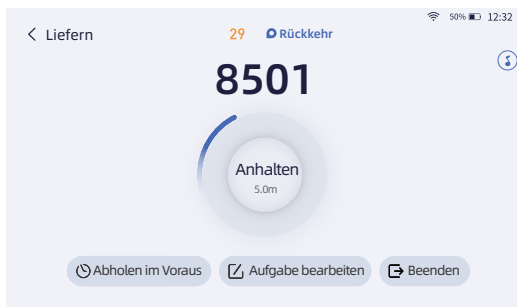 50% 12:32
Liefern 29 Rückkehr
8501
Anhalten
5.0m
Abholen im Voraus Aufgabe bearbeiten Beenden